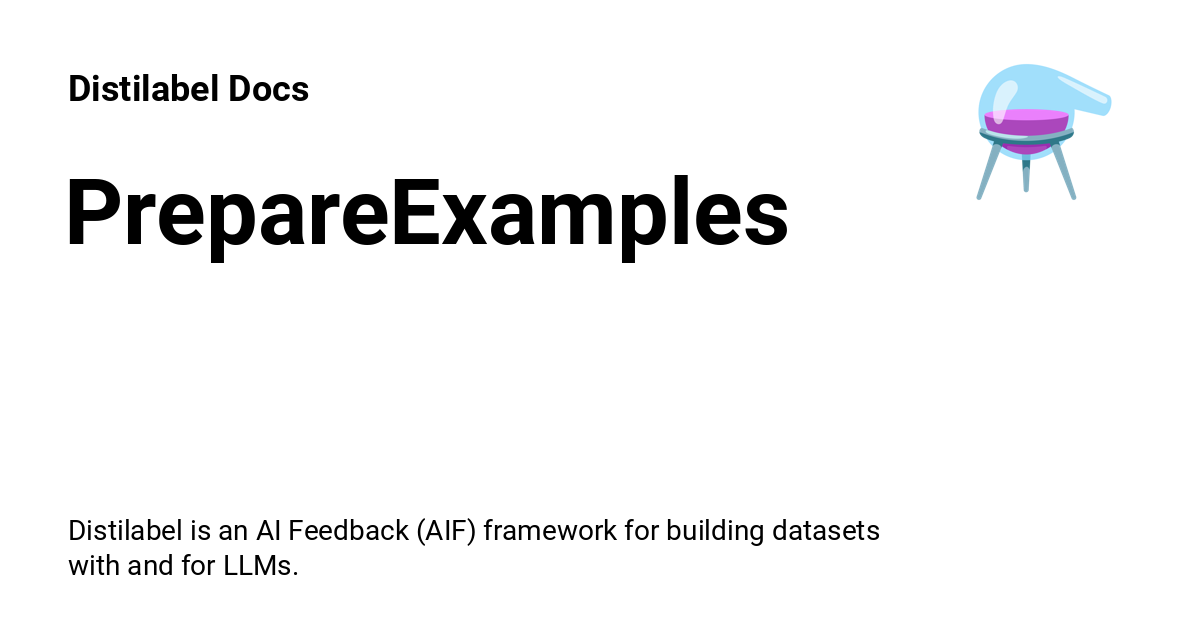 Distilabel Docs
PrepareExamples
Distilabel is an AI Feedback (AIF) framework for building datasets
with and for LLMs.